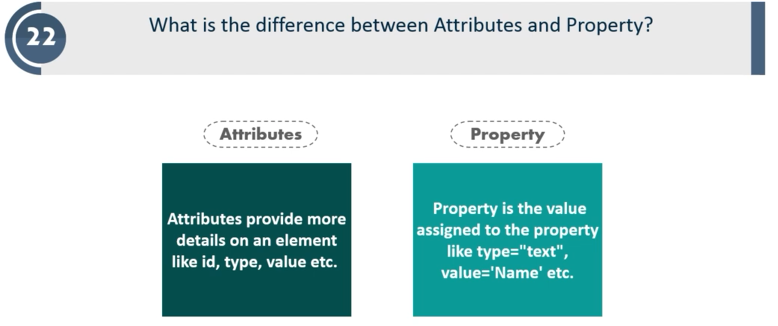 22
What is the difference between Attributes and Property?
Attributes
Property
Attributes provide more
details on an element
like id, type, value etc.
Property is the value
assigned to the property
like type="text",
value='Name' etc.